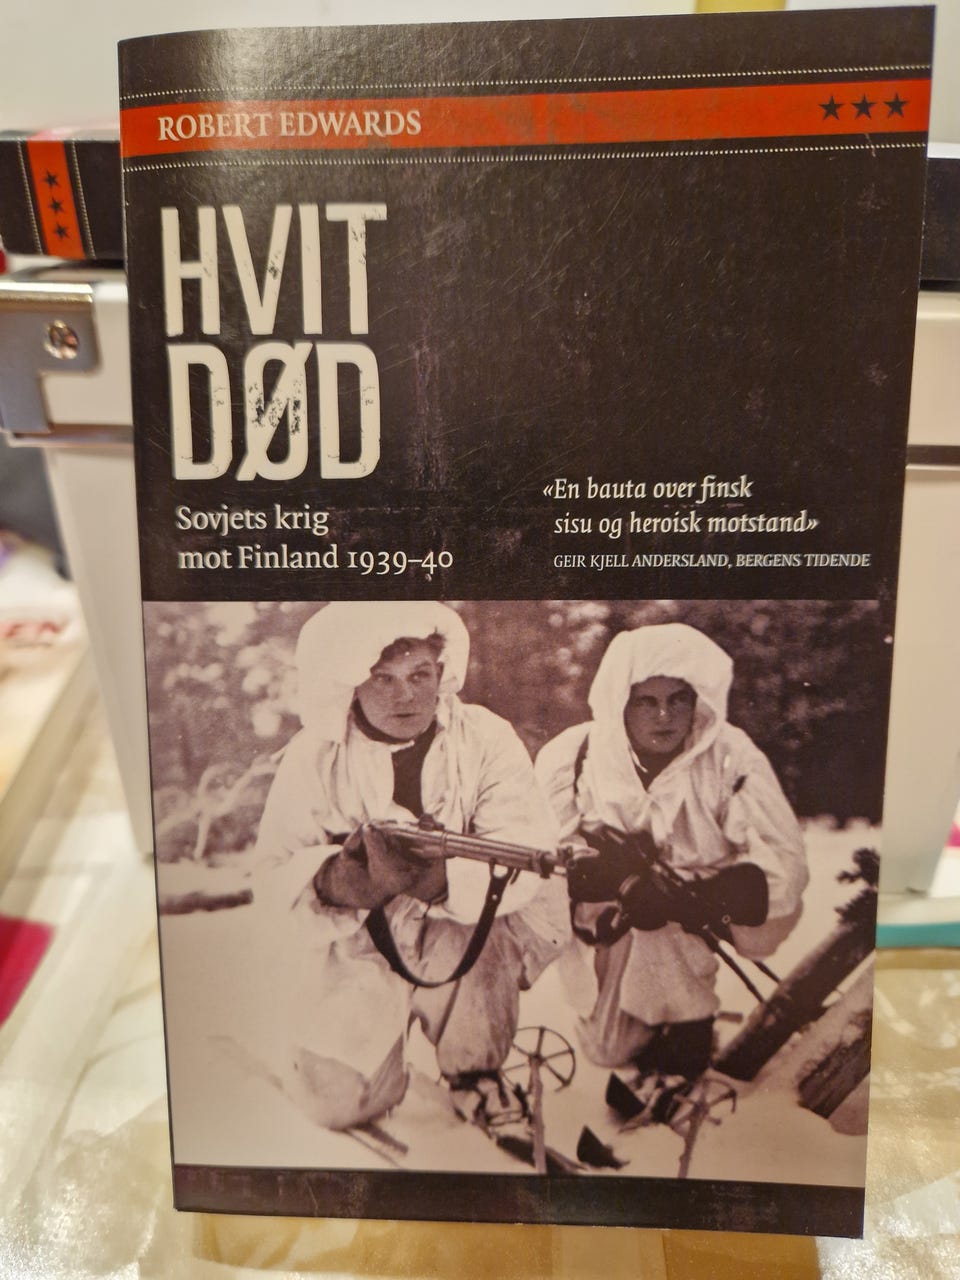 ROBERT EDWARDS
HVIT
DØD
Sovjets krig
mot Finland 1939–40
«En bauta over finsk
sisu og heroisk motstand»
GEIR KJELL ANDERSLAND, BERGENS TIDENDE